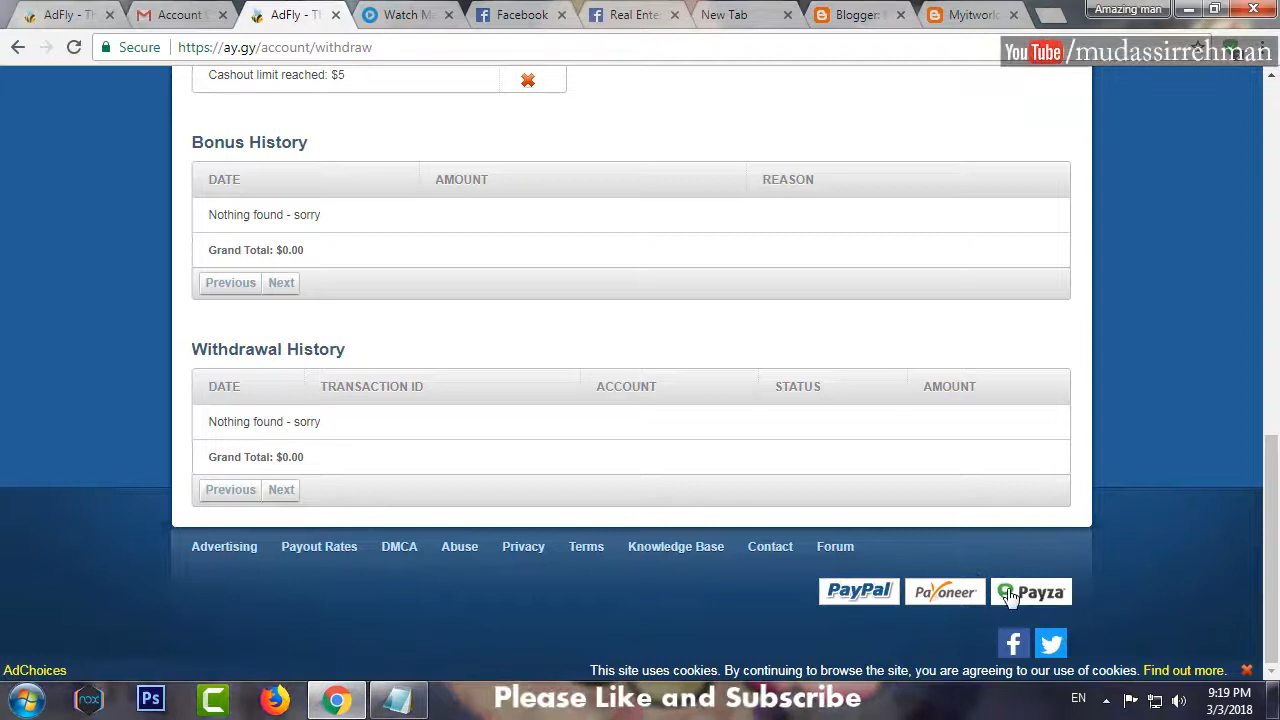 AdFly - Th
Account
AdFly - Th
Watch M
Facebook
Real Ente
New Tab
Blogger:
Myitwork
Amazing man
Secure
https://ay.gy/account/withdraw
YouTube/mudassirrehman
Cashout limit reached: $5
Bonus History
DATE AMOUNT REASON
Nothing found - sorry
Grand Total: $0.00
Previous Next
Withdrawal History
DATE TRANSACTION ID ACCOUNT STATUS AMOUNT
Nothing found - sorry
Grand Total: $0.00
Previous Next
Advertising Payout Rates DMCA Abuse Privacy Terms Knowledge Base Contact Forum
PayPal Payoneer Payza
AdChoices
This site uses cookies. By continuing to browse the site, you are agreeing to our use of cookies. Find out more.
nox
Ps
Please Like and Subscribe
EN
9:19 PM
3/3/2018